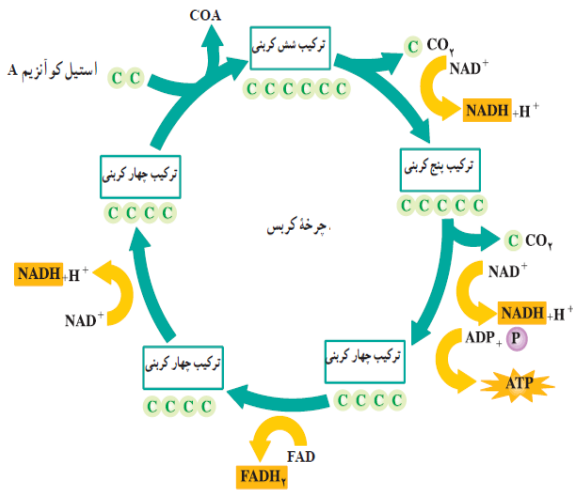 COA
استیل کوآنزیم A
C C
ترکیب شش کربنی
C C C C C C
C CO۲
NAD+
NADH+H+
ترکیب پنج کربنی
C C C C C
C CO۲
NAD+
NADH+H+
ADP+ P
ATP
ترکیب چهار کربنی
C C C C
FAD
FADH۲
ترکیب چهار کربنی
C C C C
NAD+
NADH+H+
ترکیب چهار کربنی
C C C C
چرخهٔ کربس